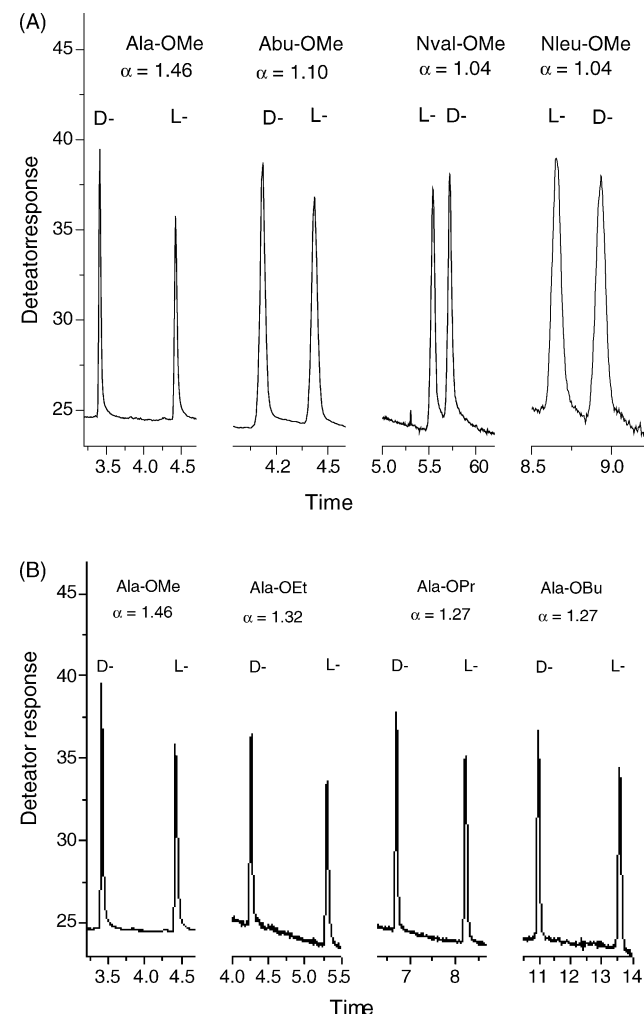 (A)
Ala-OMe Abu-OMe Nval-OMe Nleu-OMe
α = 1.46 α = 1.10 α = 1.04 α = 1.04
D- L- D- L- L- D- L- D-
45
40
35
30
25
Deteatorresponse
3.5 4.0 4.5 4.2 4.5 5.0 5.5 60 8.5 9.0
Time
(B)
Ala-OMe Ala-OEt Ala-OPr Ala-OBu
α = 1.46 α = 1.32 α = 1.27 α = 1.27
D- L- D- L- D- L- D- L-
45
40
35
30
25
Deteator response
3.5 4.0 4.5 4.0 4.5 5.0 5.5 7 8 11 12 13 14
Time